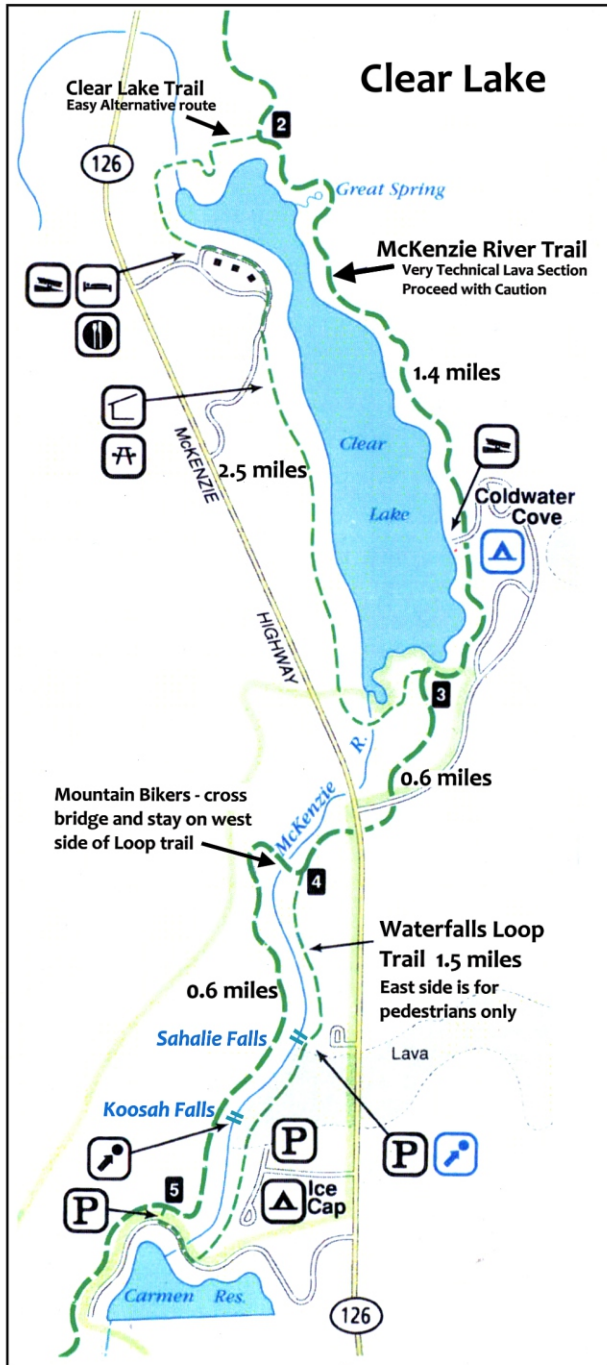 Clear Lake
Clear Lake Trail
Easy Alternative route
2
126
Great Spring
McKenzie River Trail
Very Technical Lava Section
Proceed with Caution
1.4 miles
Clear
Lake
McKENZIE
HIGHWAY
2.5 miles
Coldwater
Cove
3
R.
McKenzie
0.6 miles
Mountain Bikers - cross
bridge and stay on west
side of Loop trail
4
Waterfalls Loop
Trail 1.5 miles
East side is for
pedestrians only
0.6 miles
Sahalie Falls
Lava
Koosah Falls
P
P
5
P
Ice
Cap
Carmen Res.
126